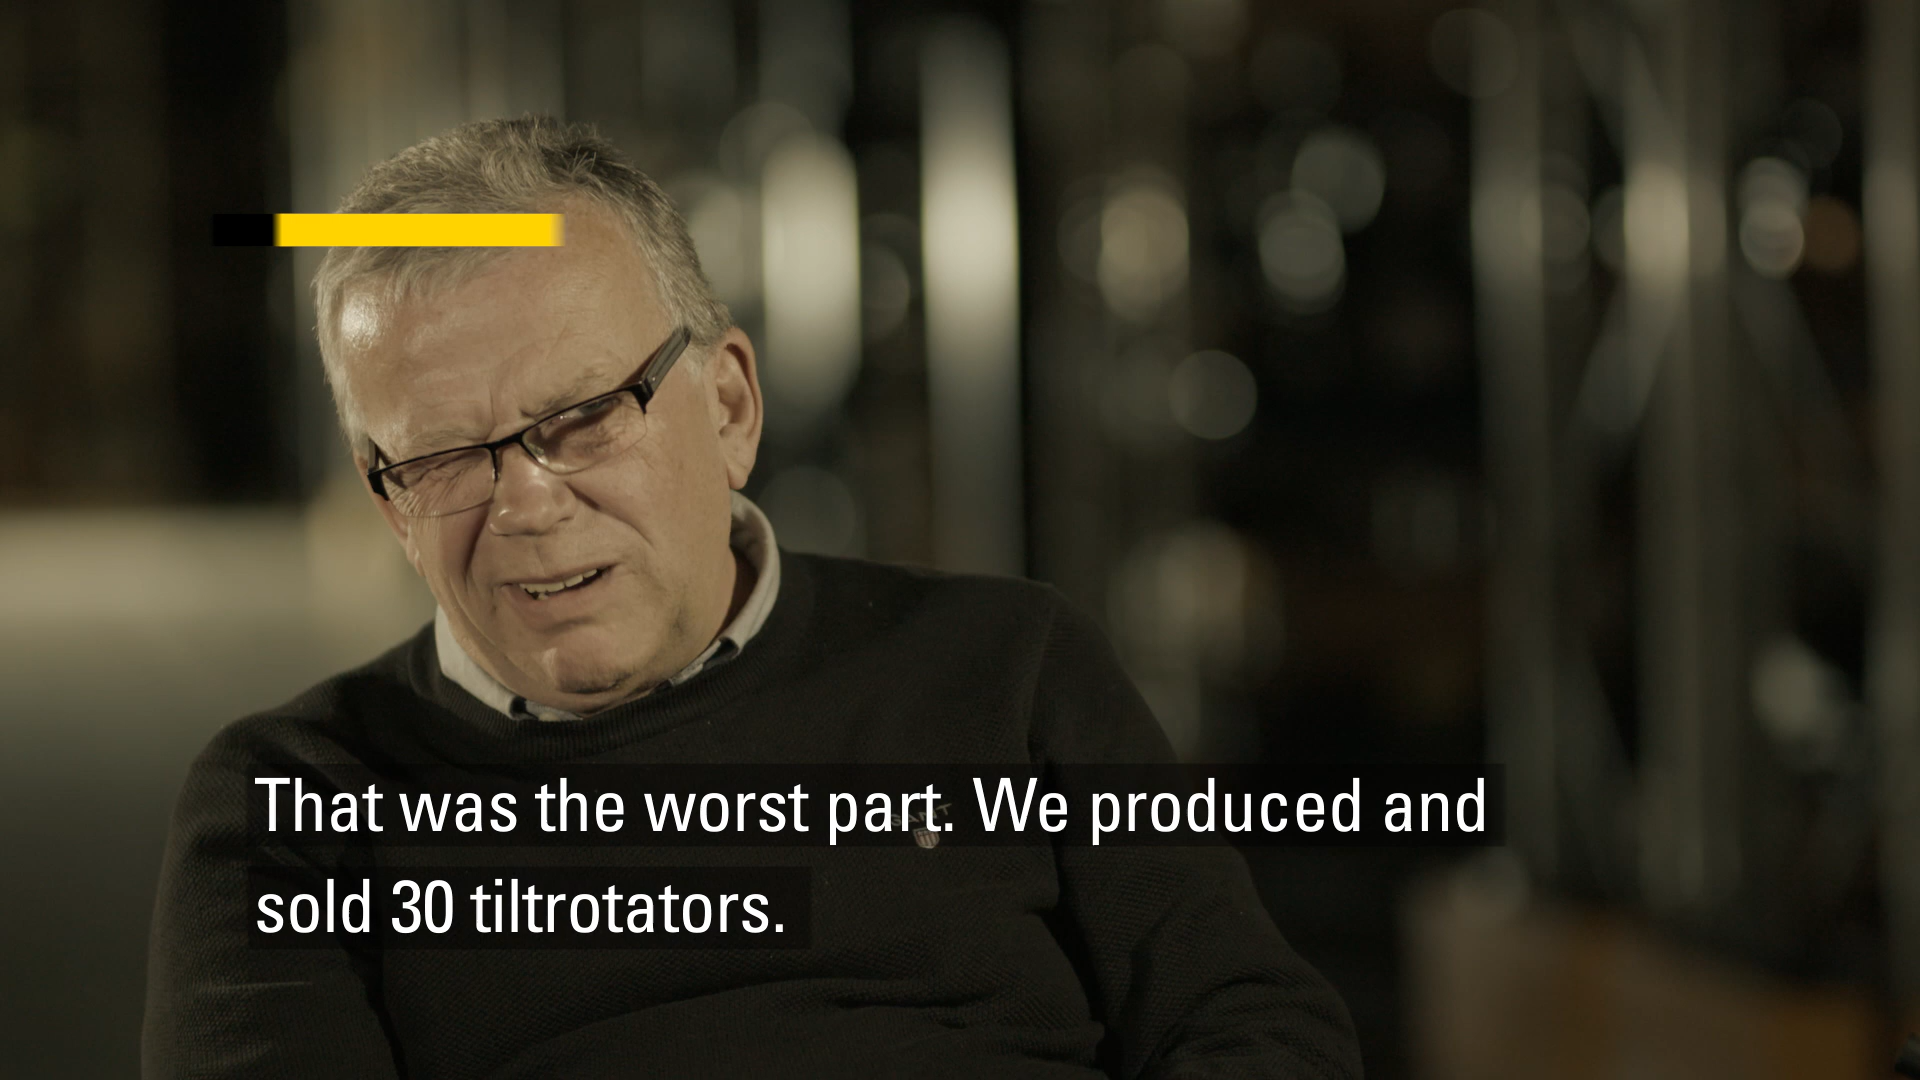 That was the worst part. We produced and
sold 30 tiltrotators.